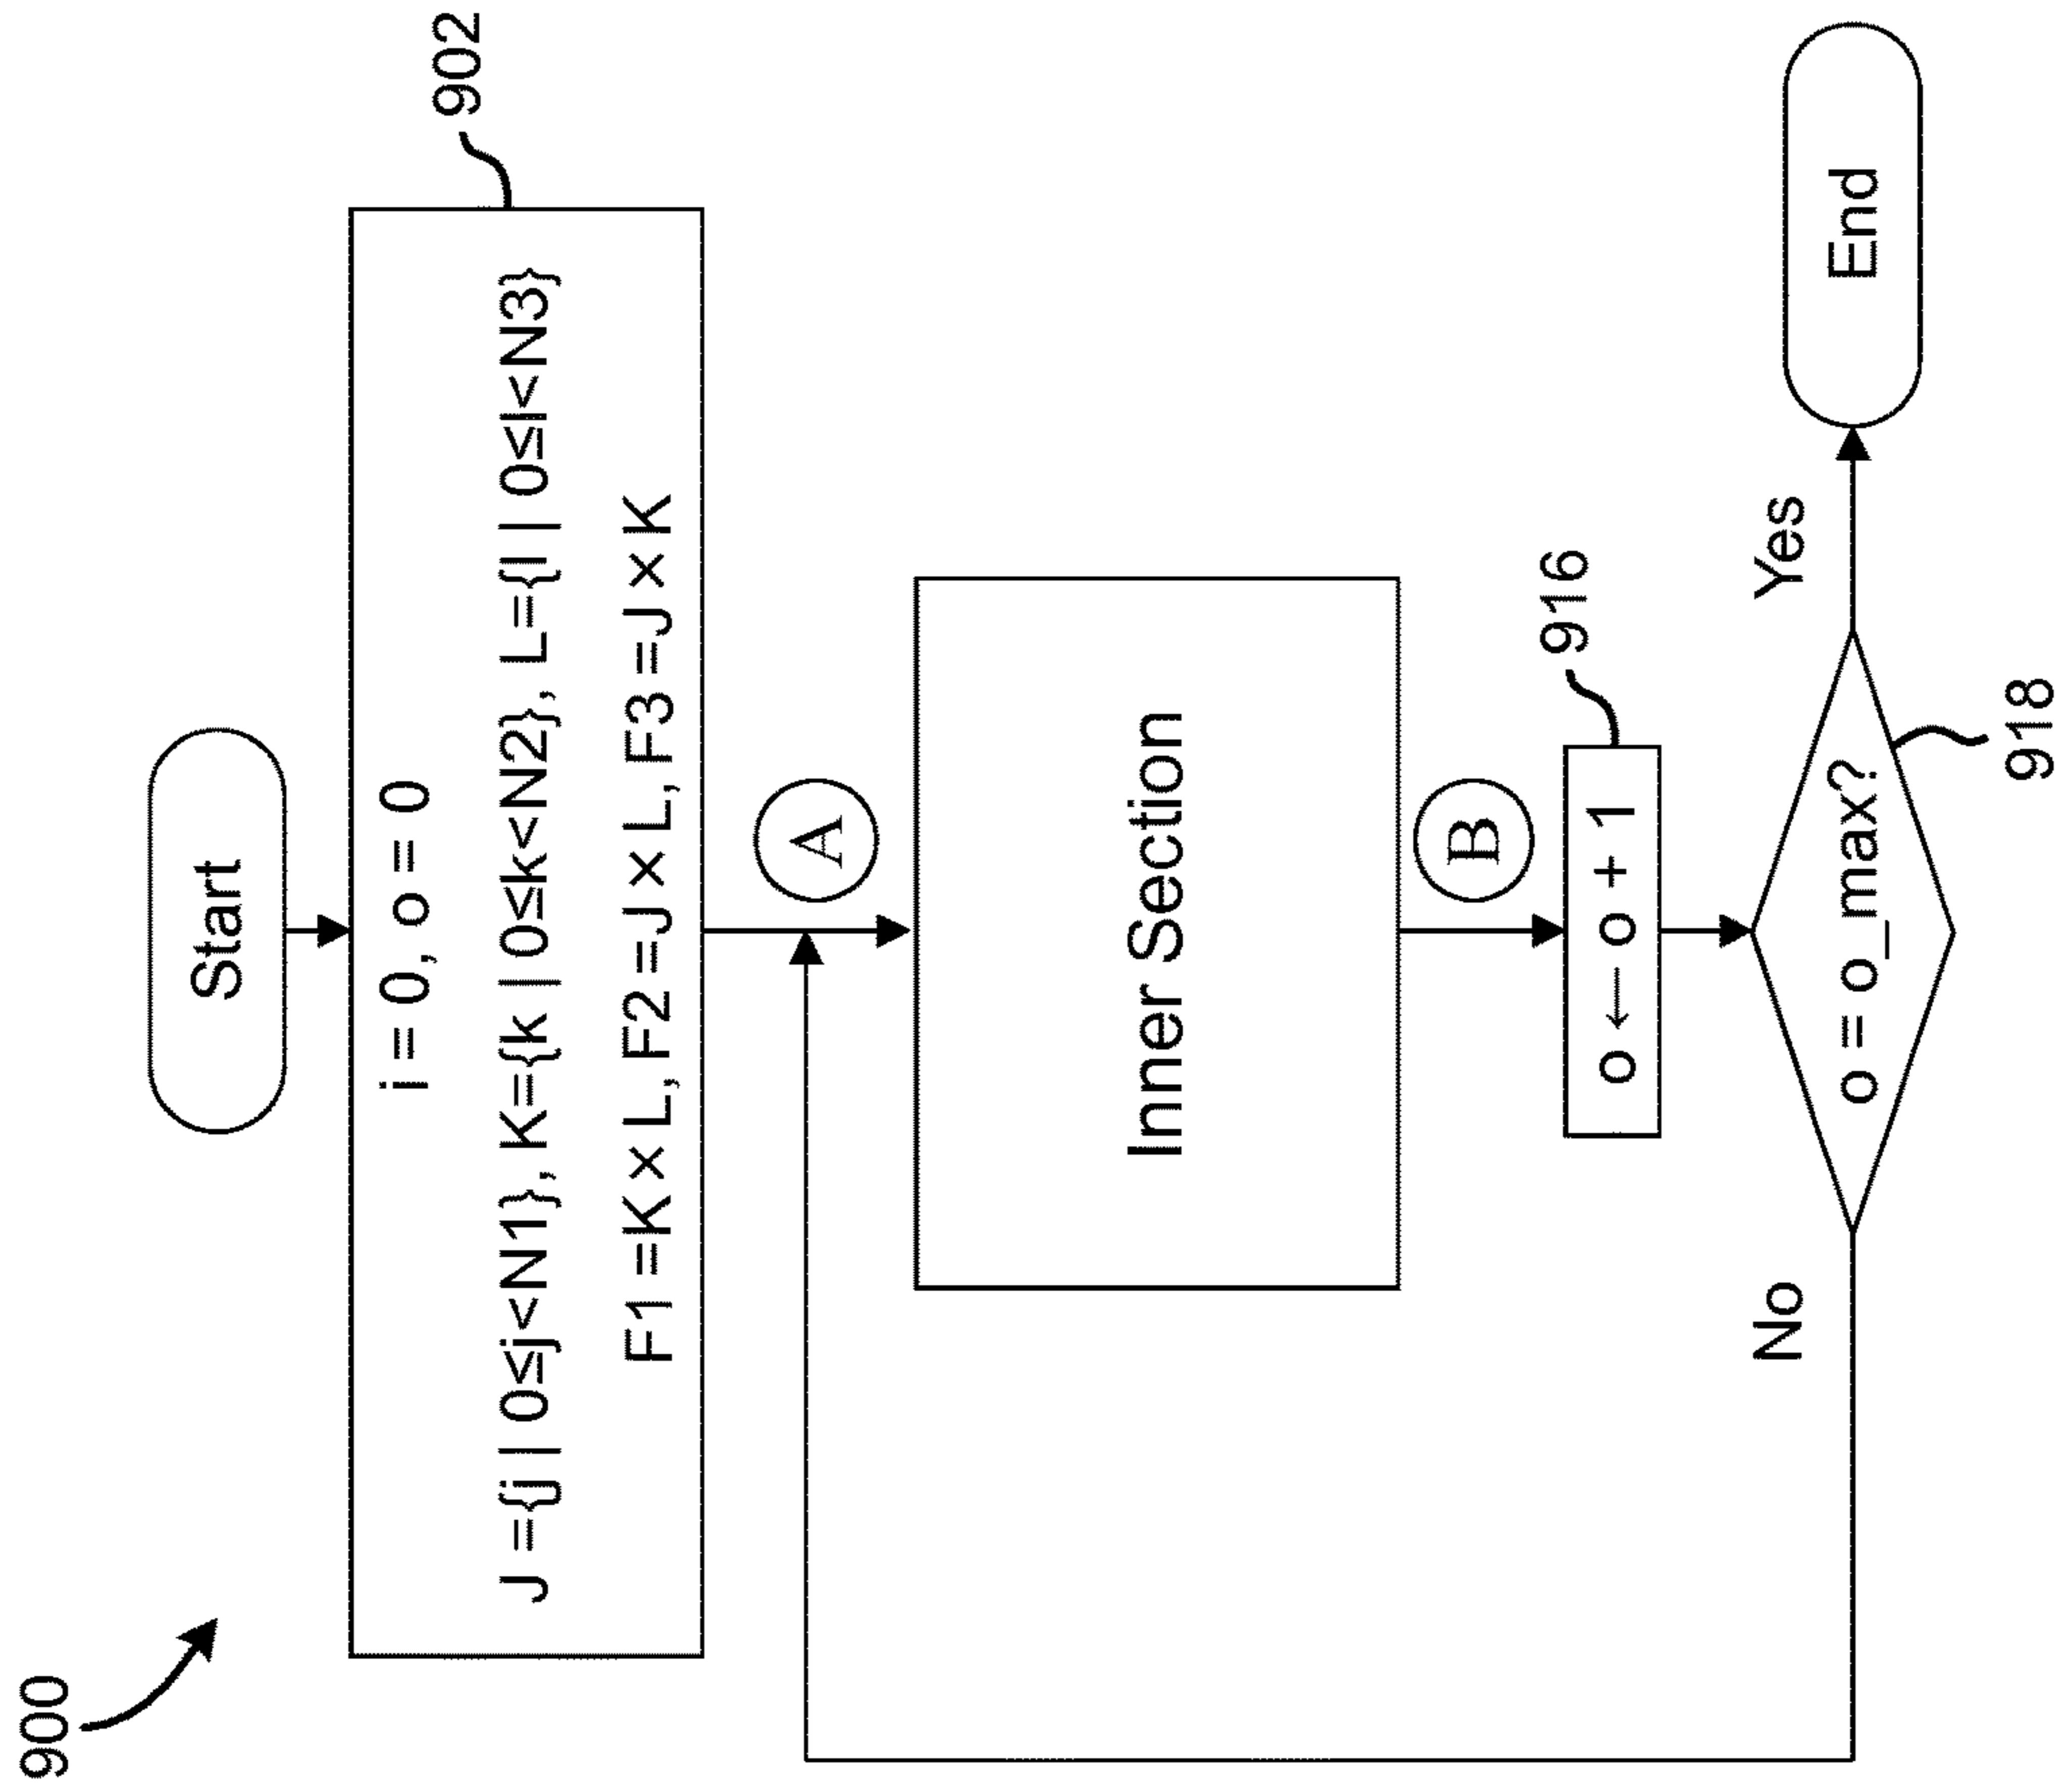 900
Start
902
i = 0, o = 0
J ={j | 0≤j<N1}, K={k | 0≤k<N2}, L={l | 0≤l<N3}
F1 =K × L, F2 =J × L, F3 =J × K
A
Inner Section
B
916
o ← o + 1
o = o_max?
918
No
Yes
End